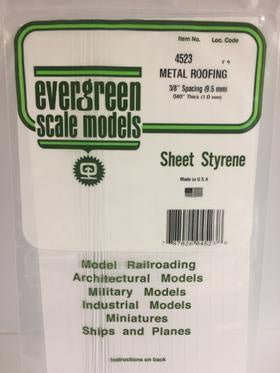 Item No. Loc. Code
4523
METAL ROOFING
3/8" Spacing (9.5 mm)
.040" Thick (1.0 mm)
evergreen
scale models
Sheet Styrene
Made in U S A
Model Railroading
Architectural Models
Military Models
Industrial Models
Miniatures
Ships and Planes
Instructions on back